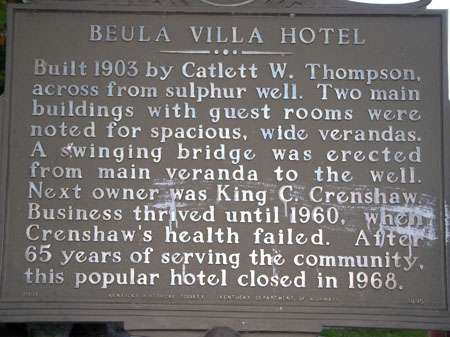 BEULA VILLA HOTEL
Built 1903 by Catlett W. Thompson,
across from sulphur well. Two main
buildings with guest rooms were
noted for spacious, wide verandas.
A swinging bridge was erected
from main veranda to the well.
Next owner was King C. Crenshaw.
Business thrived until 1960, when
Crenshaw's health failed. After
65 years of serving the community,
this popular hotel closed in 1968.
KENTUCKY HISTORICAL SOCIETY KENTUCKY DEPARTMENT OF HIGHWAYS